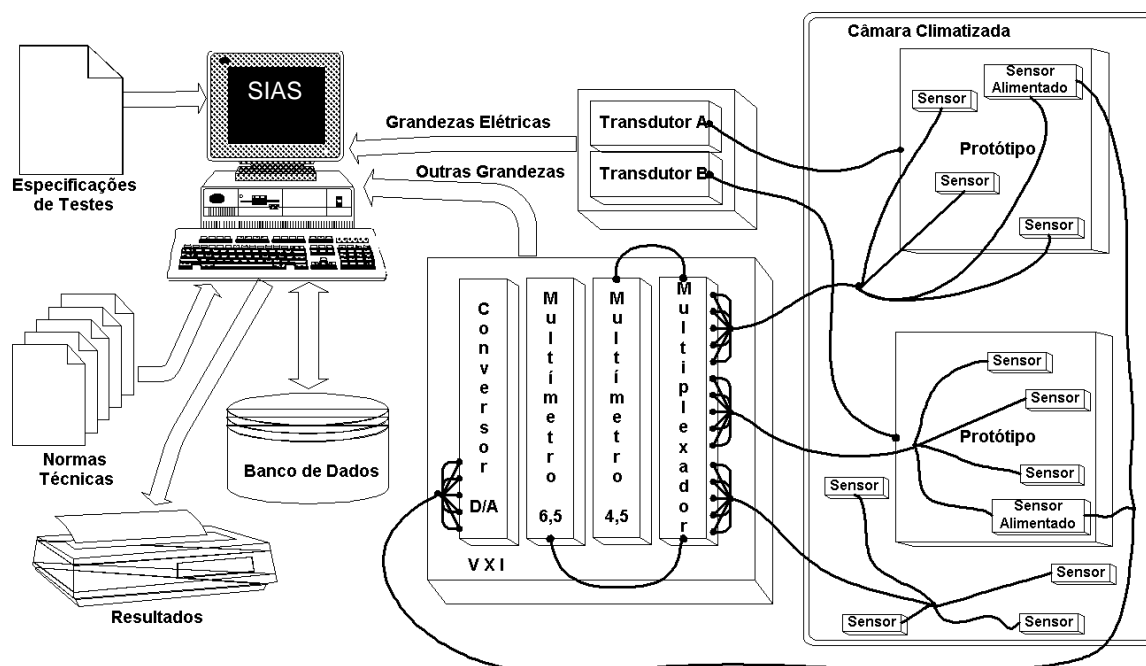 Câmara Climatizada
SIAS
Especificações
de Testes
Grandezas Elétricas
Outras Grandezas
Transdutor A
Transdutor B
Sensor
Sensor
Alimentado
Protótipo
Sensor
Sensor
Conversor
D/A
Multímetro
6,5
Multímetro
4,5
Multiplexador
V X I
Normas
Técnicas
Banco de Dados
Resultados
Sensor
Sensor
Protótipo
Sensor
Sensor
Sensor
Alimentado
Sensor
Sensor
Sensor